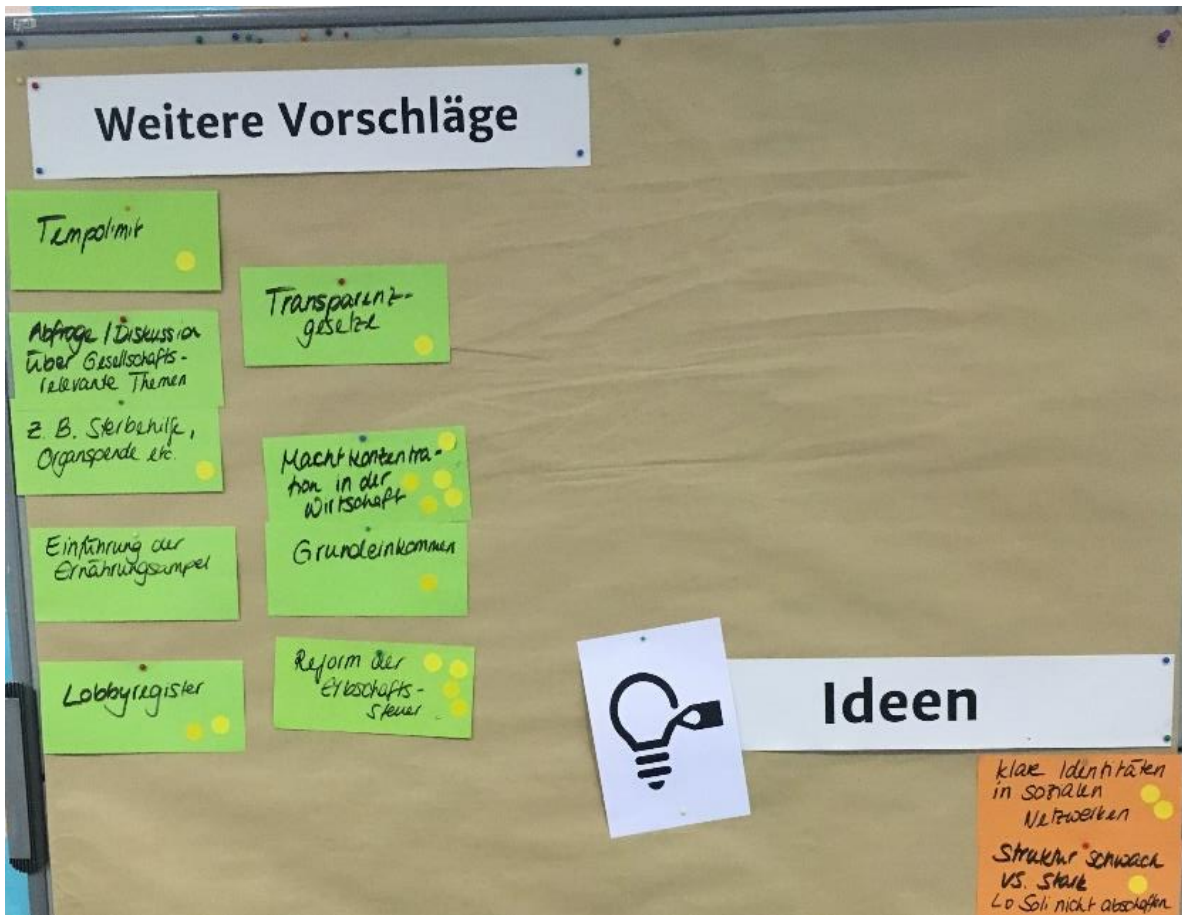 Weitere Vorschläge
Tempolimit
Abfrage / Diskussion
über Gesellschafts-
relevante Themen
z. B. Sterbehilfe,
Organspende etc.
Einführung der
Ernährungsampel
Lobbyregister
Transparenz-
gesetze
Machtkonzentra-
tion in der
Wirtschaft
Grundeinkommen
Reform der
Erbschafts-
steuer
Ideen
klare Identitäten
in sozialen
Netzwerken
Struktur schwach
vs. stark
Soli nicht abschaffen